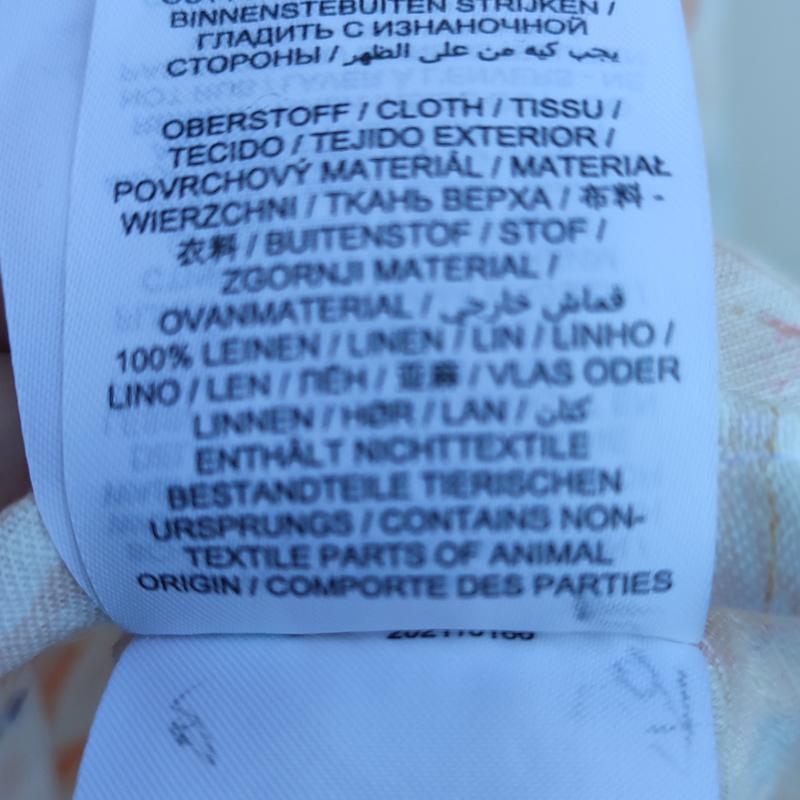 BINNENSTEBUITEN STRIJKEN /
ГЛАДИТЬ С ИЗНАНОЧНОЙ
СТОРОНЫ / يجب كيه من على الظهر
OBERSTOFF / CLOTH / TISSU /
TECIDO / TEJIDO EXTERIOR /
POVRCHOVÝ MATERIÁL / MATERIAŁ
WIERZCHNI / ТКАНЬ ВЕРХА / 布料 -
衣料 / BUITENSTOF / STOF /
ZGORNJI MATERIAL /
OVANMATERIAL / قماش خارجي
100% LEINEN / LINEN / LIN / LINHO /
LINO / LEN / ЛЁН / 亚麻 / VLAS ODER
LINNEN / HØR / LAN / كتان
ENTHÄLT NICHTTEXTILE
BESTANDTEILE TIERISCHEN
URSPRUNGS / CONTAINS NON-
TEXTILE PARTS OF ANIMAL
ORIGIN / COMPORTE DES PARTIES